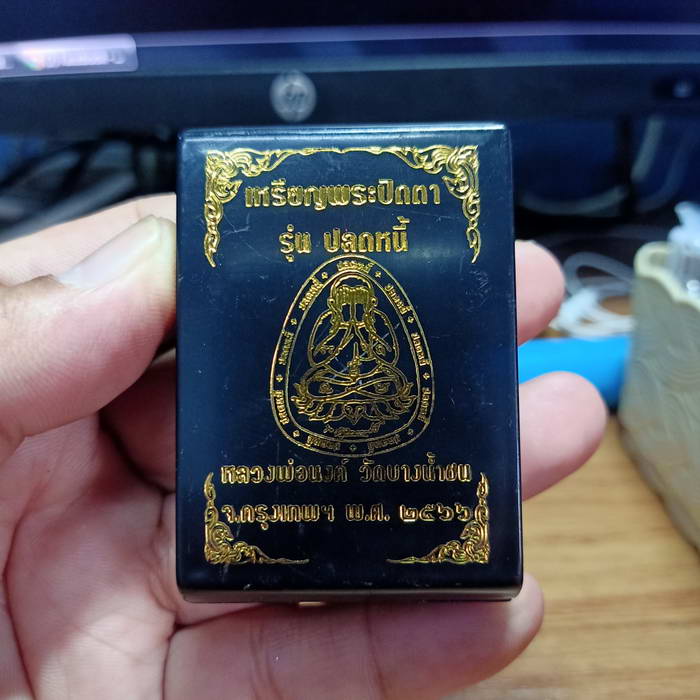 เหรียญพระปิดตา
รุ่น ปลดหนี้
หลวงพ่อนงค์ วัดบางน้ำชน
จ.กรุงเทพฯ พ.ศ. ๒๕๖๖